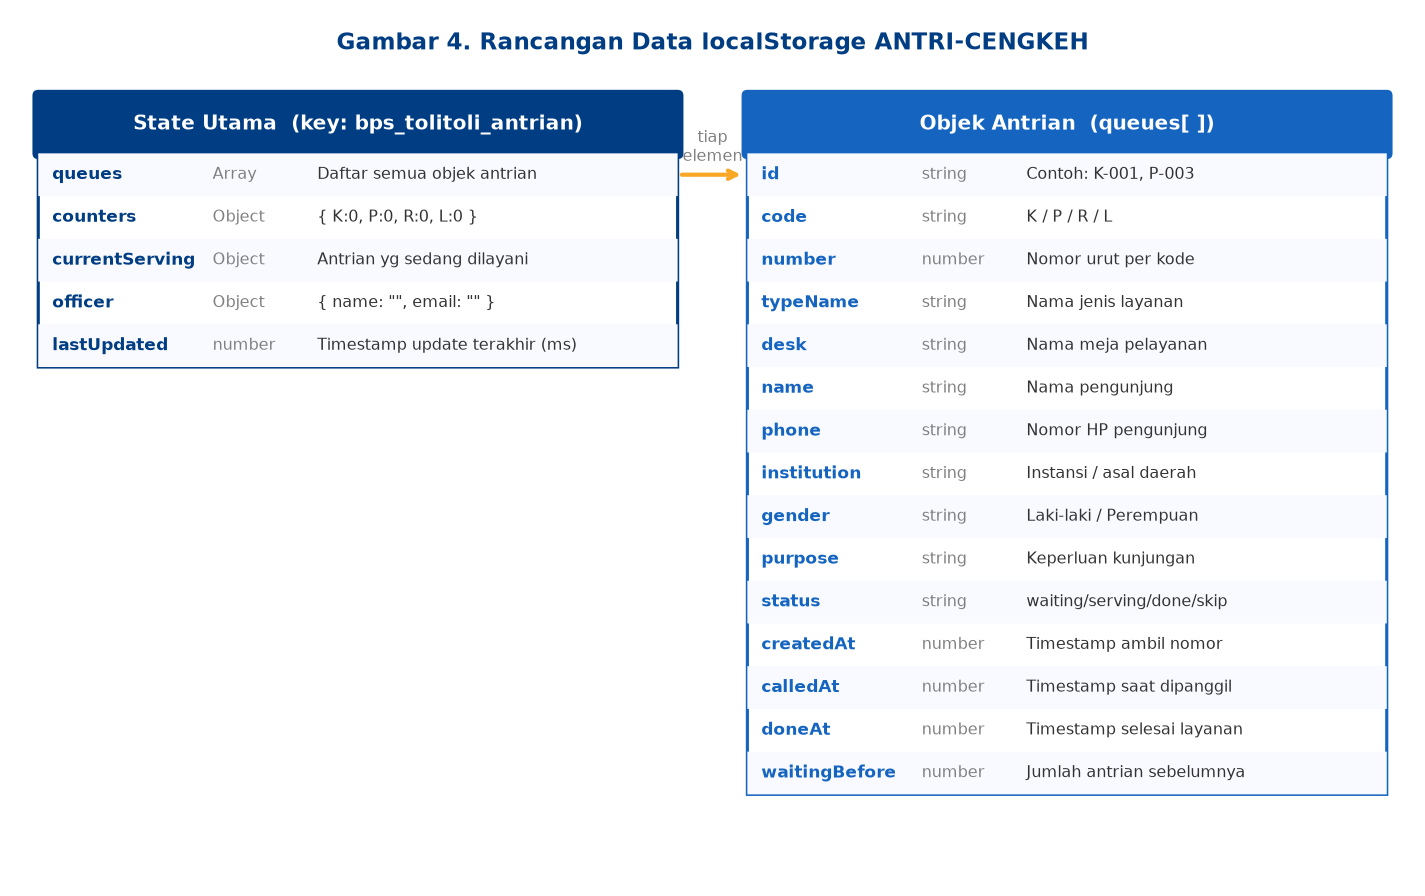 Gambar 4. Rancangan Data localStorage ANTRI-CENGKEH
State Utama  (key: bps_tolitoli_antrian)
queues Array Daftar semua objek antrian
counters Object { K:0, P:0, R:0, L:0 }
currentServing Object Antrian yg sedang dilayani
officer Object { name: "", email: "" }
lastUpdated number Timestamp update terakhir (ms)
tiap
elemen
Objek Antrian  (queues[ ])
id string Contoh: K-001, P-003
code string K / P / R / L
number number Nomor urut per kode
typeName string Nama jenis layanan
desk string Nama meja pelayanan
name string Nama pengunjung
phone string Nomor HP pengunjung
institution string Instansi / asal daerah
gender string Laki-laki / Perempuan
purpose string Keperluan kunjungan
status string waiting/serving/done/skip
createdAt number Timestamp ambil nomor
calledAt number Timestamp saat dipanggil
doneAt number Timestamp selesai layanan
waitingBefore number Jumlah antrian sebelumnya